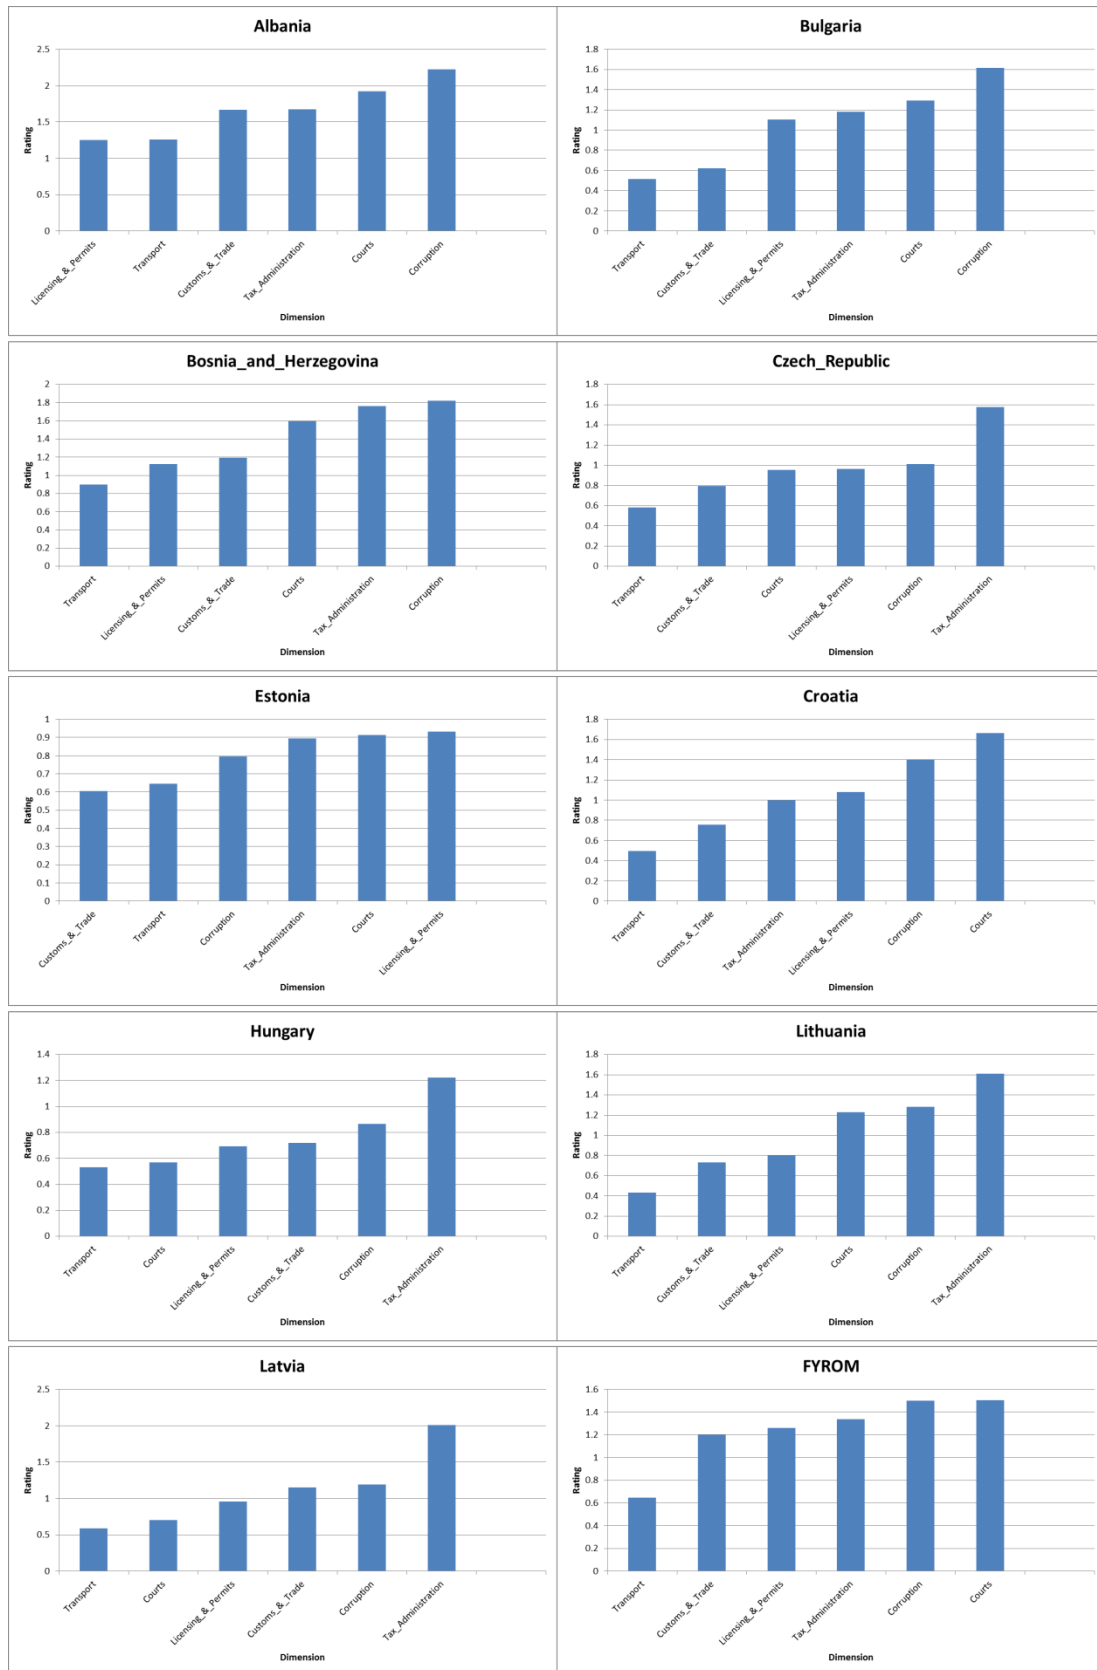 Albania
2.5
2
1.5
1
0.5
0
Rating
Licensing_&_Permits
Transport
Customs_&_Trade
Tax_Administration
Courts
Corruption
Dimension
Bulgaria
1.8
1.6
1.4
1.2
1
0.8
0.6
0.4
0.2
0
Rating
Transport
Customs_&_Trade
Licensing_&_Permits
Tax_Administration
Courts
Corruption
Dimension
Bosnia_and_Herzegovina
2
1.8
1.6
1.4
1.2
1
0.8
0.6
0.4
0.2
0
Rating
Transport
Licensing_&_Permits
Customs_&_Trade
Courts
Tax_Administration
Corruption
Dimension
Czech_Republic
1.8
1.6
1.4
1.2
1
0.8
0.6
0.4
0.2
0
Rating
Transport
Customs_&_Trade
Courts
Licensing_&_Permits
Corruption
Tax_Administration
Dimension
Estonia
1
0.9
0.8
0.7
0.6
0.5
0.4
0.3
0.2
0.1
0
Rating
Customs_&_Trade
Transport
Corruption
Tax_Administration
Courts
Licensing_&_Permits
Dimension
Croatia
1.8
1.6
1.4
1.2
1
0.8
0.6
0.4
0.2
0
Rating
Transport
Customs_&_Trade
Tax_Administration
Licensing_&_Permits
Corruption
Courts
Dimension
Hungary
1.4
1.2
1
0.8
0.6
0.4
0.2
0
Rating
Transport
Courts
Licensing_&_Permits
Customs_&_Trade
Corruption
Tax_Administration
Dimension
Lithuania
1.8
1.6
1.4
1.2
1
0.8
0.6
0.4
0.2
0
Rating
Transport
Customs_&_Trade
Licensing_&_Permits
Courts
Corruption
Tax_Administration
Dimension
Latvia
2.5
2
1.5
1
0.5
0
Rating
Transport
Courts
Licensing_&_Permits
Customs_&_Trade
Corruption
Tax_Administration
Dimension
FYROM
1.6
1.4
1.2
1
0.8
0.6
0.4
0.2
0
Rating
Transport
Customs_&_Trade
Licensing_&_Permits
Tax_Administration
Corruption
Courts
Dimension